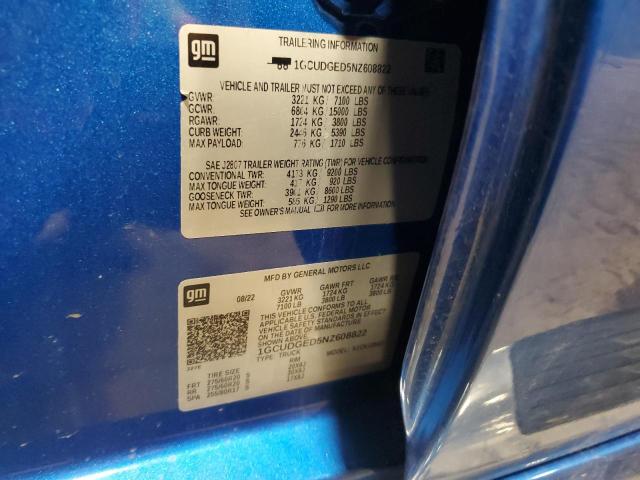 gm
TRAILERING INFORMATION
1GCUDGED5NZ608822
VEHICLE AND TRAILER MUST NOT EXCEED ANY OF THESE VALUES
GVWR: 3221 KG / 7100 LBS
GCWR: 6804 KG / 15000 LBS
RGAWR: 1724 KG / 3800 LBS
CURB WEIGHT: 2446 KG / 5390 LBS
MAX PAYLOAD: 776 KG / 1710 LBS
SAE J2807 TRAILER WEIGHT RATING (TWR) FOR VEHICLE CONFIRMATION
CONVENTIONAL TWR: 4173 KG / 9200 LBS
MAX TONGUE WEIGHT: 417 KG / 920 LBS
GOOSENECK TWR: 3901 KG / 8600 LBS
MAX TONGUE WEIGHT: 585 KG / 1290 LBS
SEE OWNER'S MANUAL FOR MORE INFORMATION
gm
MFD BY GENERAL MOTORS LLC
08/22 GVWR GAWR FRT GAWR RR
3221 KG 1724 KG 1724 KG
7100 LB 3800 LB 3800 LB
THIS VEHICLE CONFORMS TO ALL
APPLICABLE U.S. FEDERAL MOTOR
VEHICLE SAFETY STANDARDS IN EFFECT
ON THE DATE OF MANUFACTURE
SHOWN ABOVE.
1GCUDGED5NZ608822
TYPE: TRUCK
TIRE SIZE RIM
FRT 275/60R20 S 20X9J
RR 275/60R20 S 20X9J
SPA 255/80R17 S 17X8J